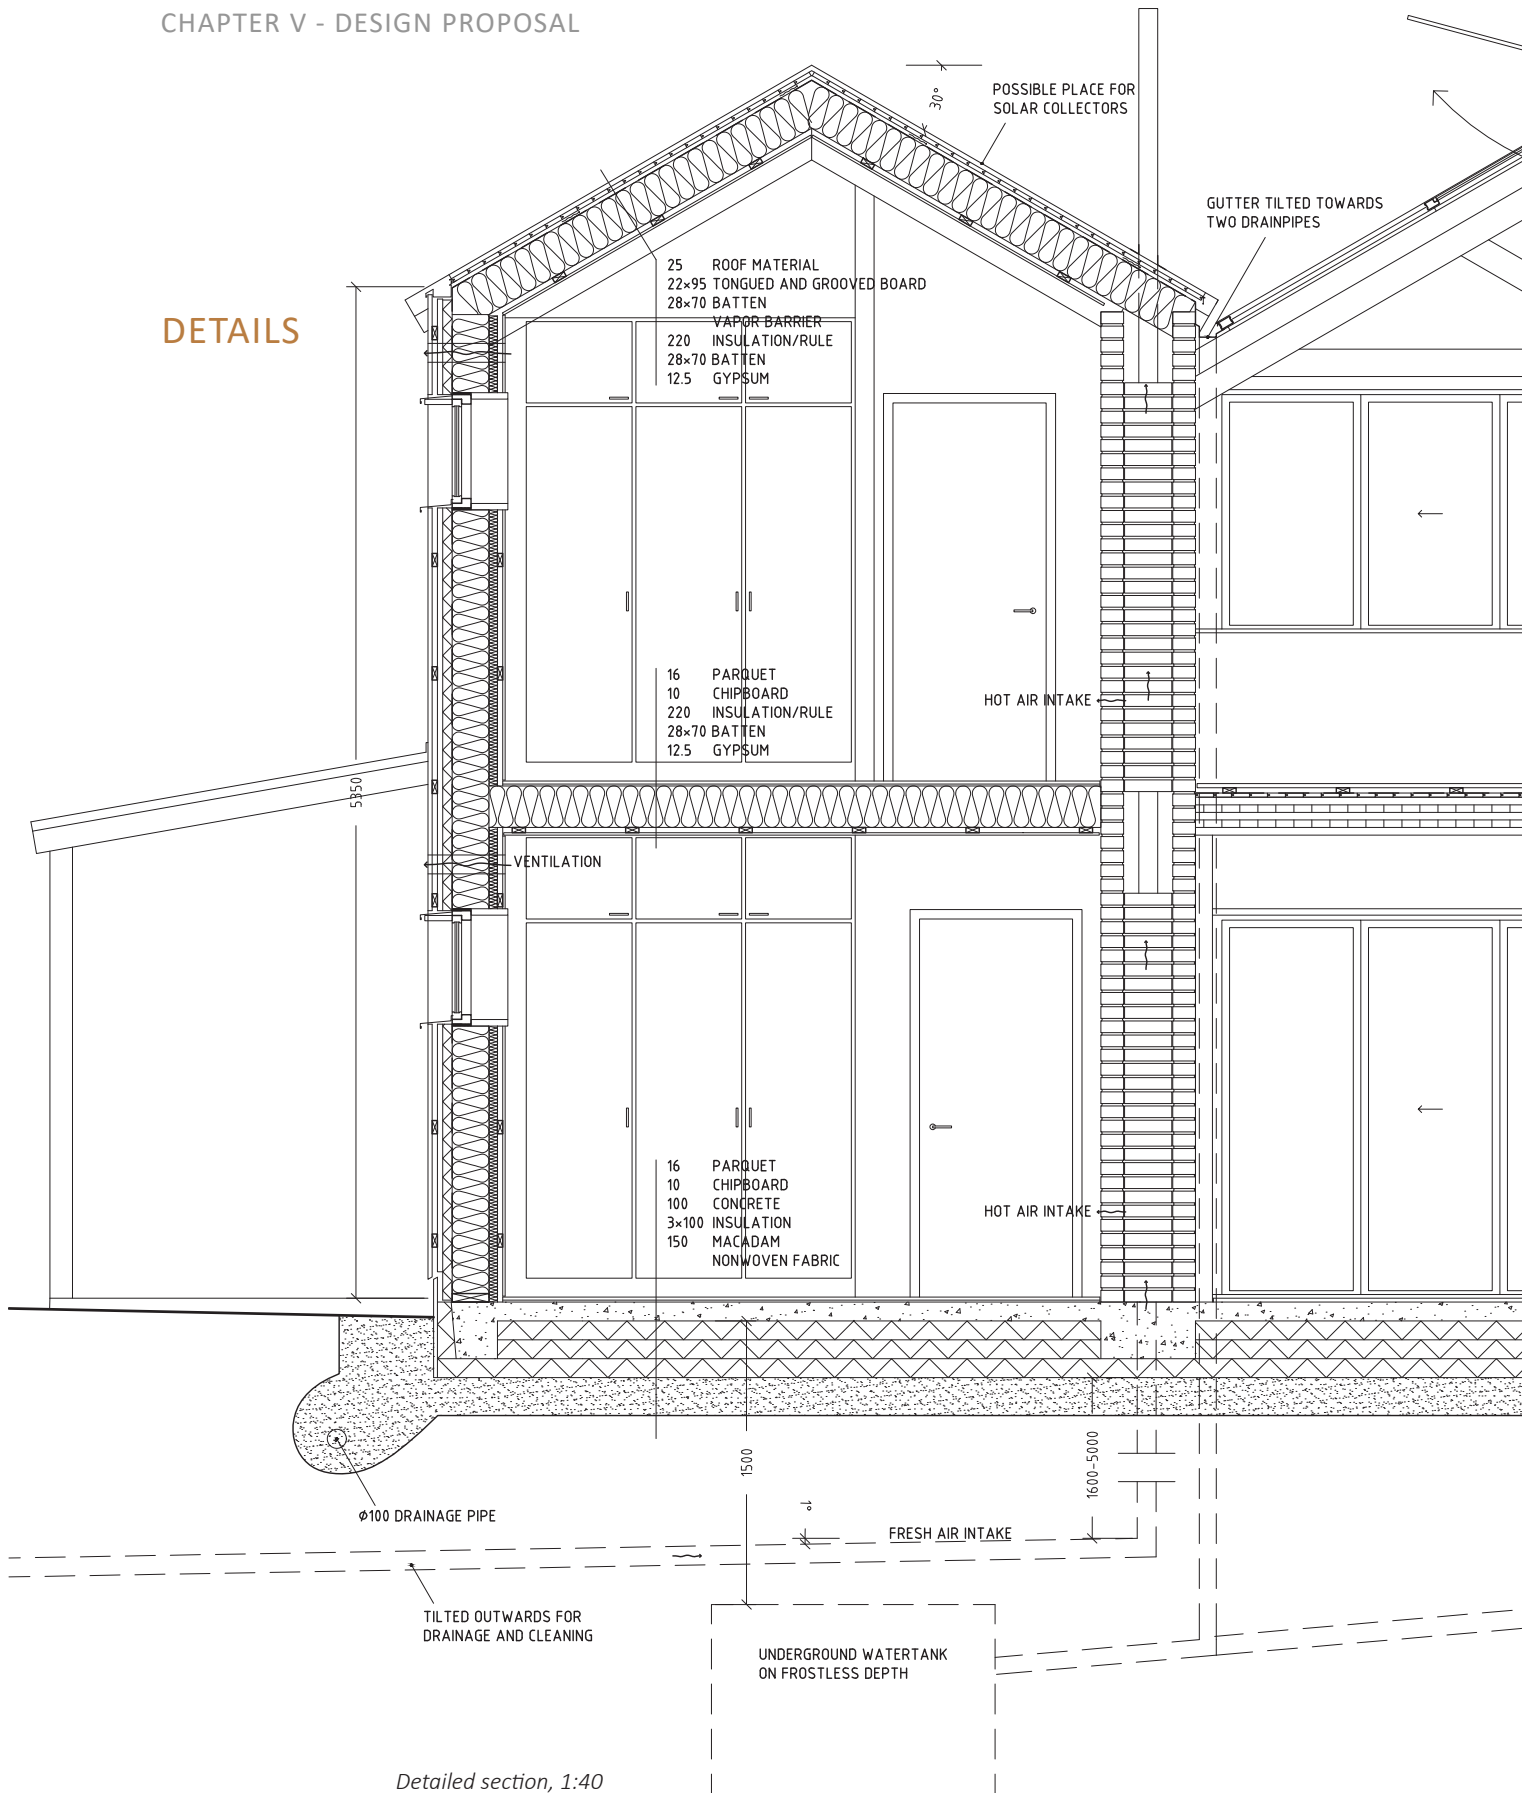 CHAPTER V - DESIGN PROPOSAL
30°
POSSIBLE PLACE FOR
SOLAR COLLECTORS
GUTTER TILTED TOWARDS
TWO DRAINPIPES
DETAILS
25 ROOF MATERIAL
22×95 TONGUED AND GROOVED BOARD
28×70 BATTEN
VAPOR BARRIER
220 INSULATION/RULE
28×70 BATTEN
12.5 GYPSUM
16 PARQUET
10 CHIPBOARD
220 INSULATION/RULE
28×70 BATTEN
12.5 GYPSUM
HOT AIR INTAKE
5350
VENTILATION
16 PARQUET
10 CHIPBOARD
100 CONCRETE
3×100 INSULATION
150 MACADAM
NONWOVEN FABRIC
HOT AIR INTAKE
1500
1600-5000
1°
Ø100 DRAINAGE PIPE
FRESH AIR INTAKE
TILTED OUTWARDS FOR
DRAINAGE AND CLEANING
UNDERGROUND WATERTANK
ON FROSTLESS DEPTH
Detailed section, 1:40